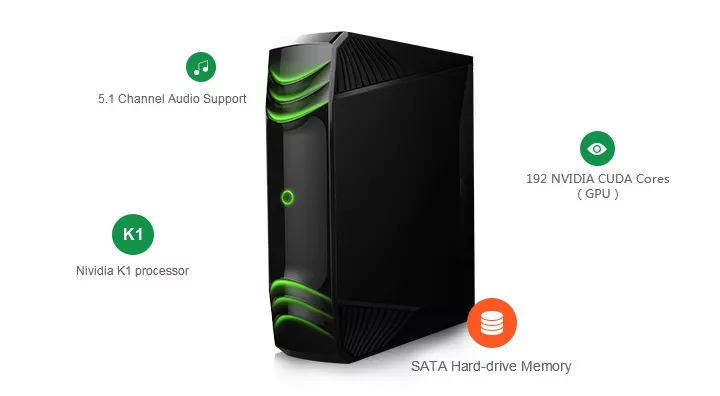 5.1 Channel Audio Support
192 NVIDIA CUDA Cores
( GPU )
K1
Nividia K1 processor
SATA Hard-drive Memory